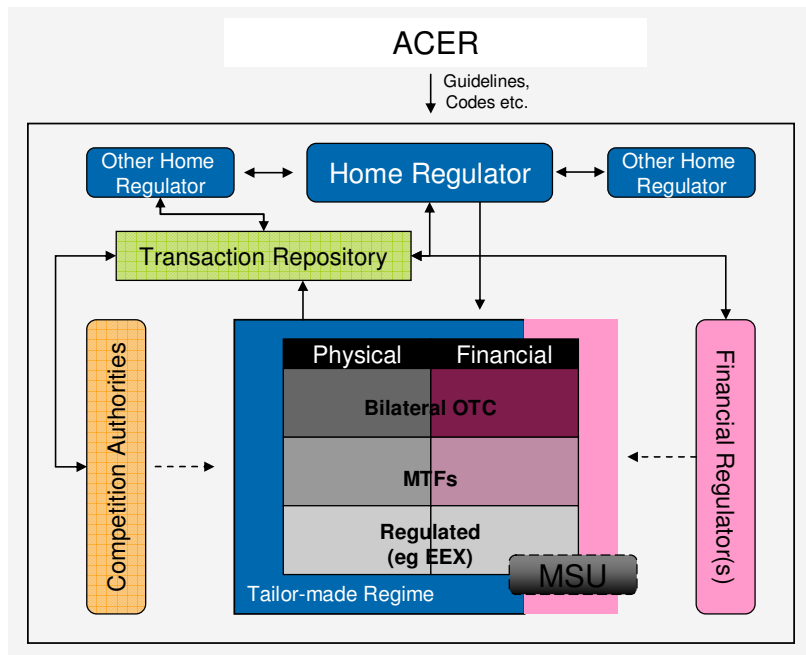 ACER
Guidelines,
Codes etc.
Other Home
Regulator
Home Regulator
Other Home
Regulator
Transaction Repository
Competition Authorities
Physical
Financial
Bilateral OTC
MTFs
Regulated
(eg EEX)
MSU
Tailor-made Regime
Financial Regulator(s)